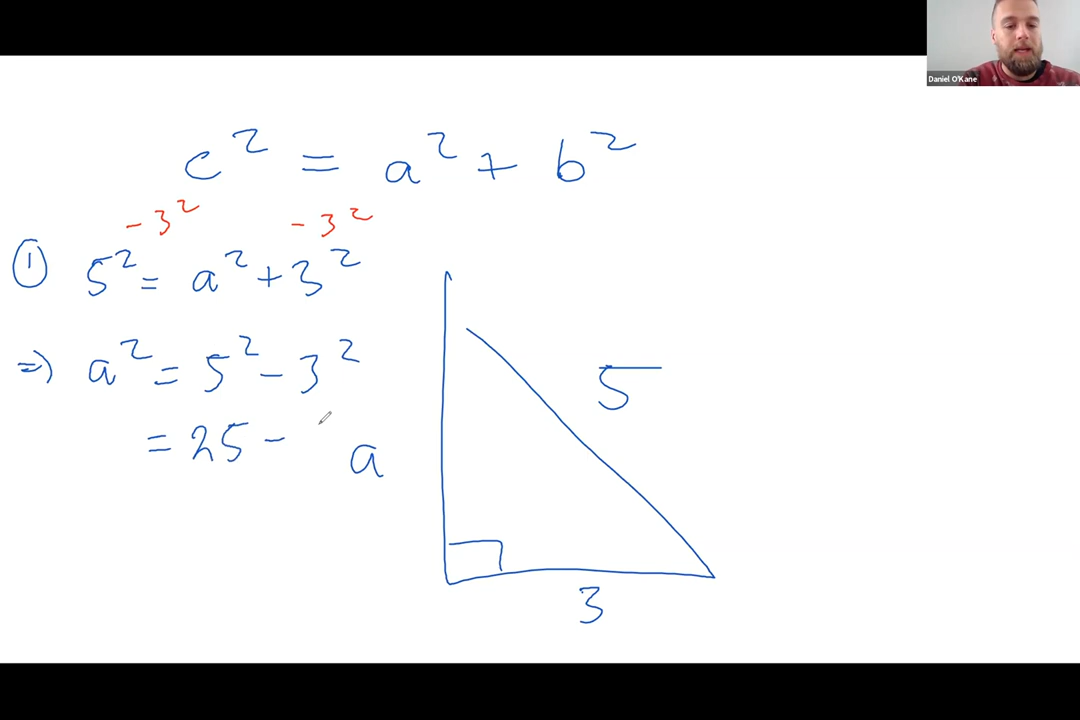 Daniel O'Kane
c² = a² + b²
-3² -3²
① 5² = a² + 3²
=> a² = 5² - 3²
= 25 -
a
5
3